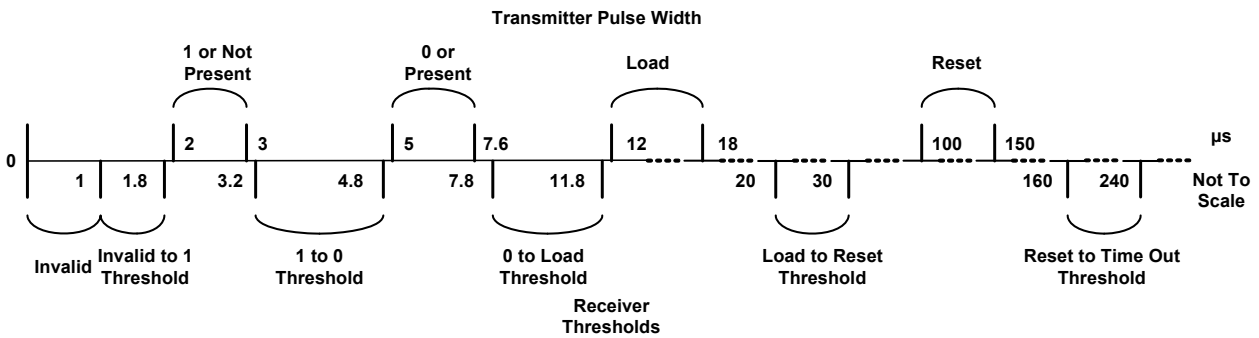 Transmitter Pulse Width
1 or Not
Present
0 or
Present
Load
Reset
2
3
5
7.6
12
18
100
150
µs
0
1
1.8
3.2
4.8
7.8
11.8
20
30
160
240
Not To
Scale
Invalid
Invalid to 1
Threshold
1 to 0
Threshold
0 to Load
Threshold
Load to Reset
Threshold
Reset to Time Out
Threshold
Receiver
Thresholds